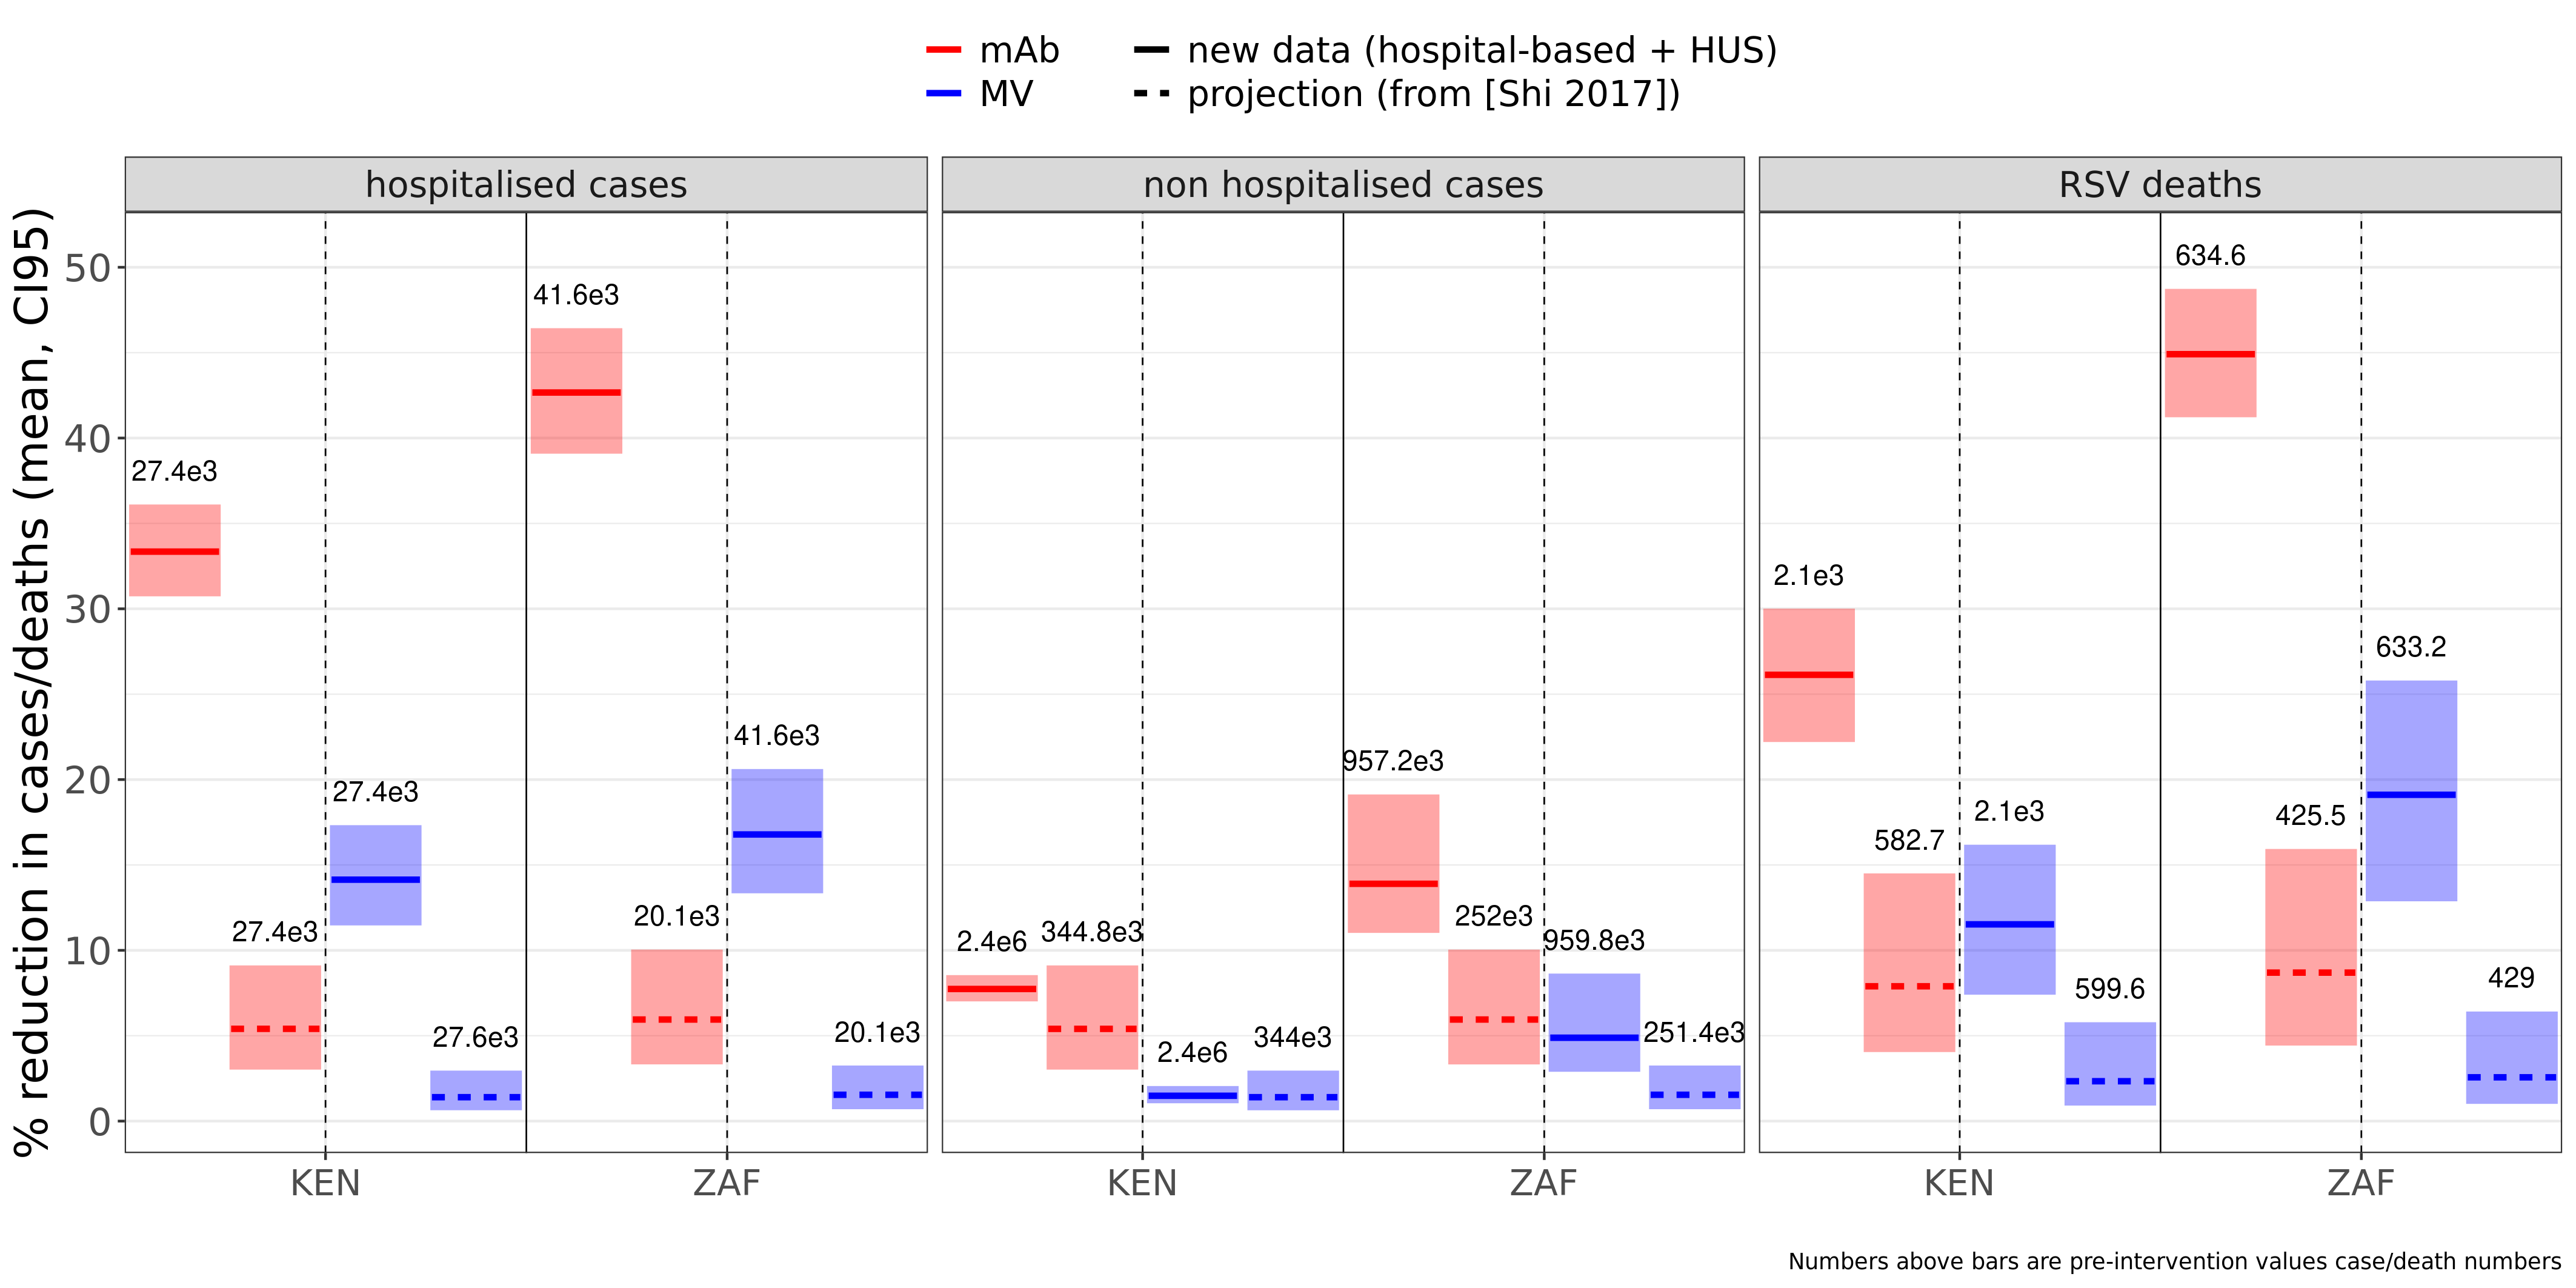 mAb
new data (hospital-based + HUS)
MV
projection (from [Shi 2017])
% reduction in cases/deaths (mean, CI95)
hospitalised cases
non hospitalised cases
RSV deaths
50
40
30
20
10
0
27.4e3
27.4e3
27.4e3
27.6e3
41.6e3
20.1e3
41.6e3
20.1e3
2.4e6
344.8e3
2.4e6
344e3
957.2e3
252e3
959.8e3
251.4e3
2.1e3
582.7
2.1e3
599.6
634.6
425.5
633.2
429
KEN
ZAF
KEN
ZAF
KEN
ZAF
Numbers above bars are pre-intervention values case/death numbers